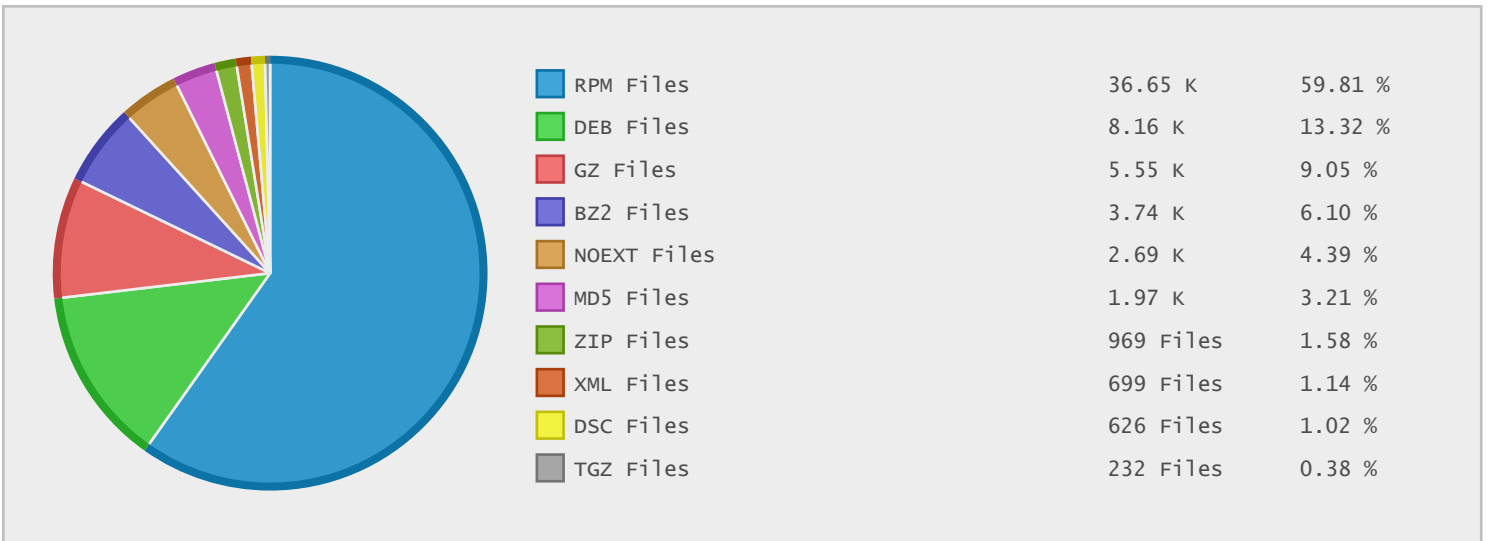 RPM Files 36.65 K 59.81 %
DEB Files 8.16 K 13.32 %
GZ Files 5.55 K 9.05 %
BZ2 Files 3.74 K 6.10 %
NOEXT Files 2.69 K 4.39 %
MD5 Files 1.97 K 3.21 %
ZIP Files 969 Files 1.58 %
XML Files 699 Files 1.14 %
DSC Files 626 Files 1.02 %
TGZ Files 232 Files 0.38 %